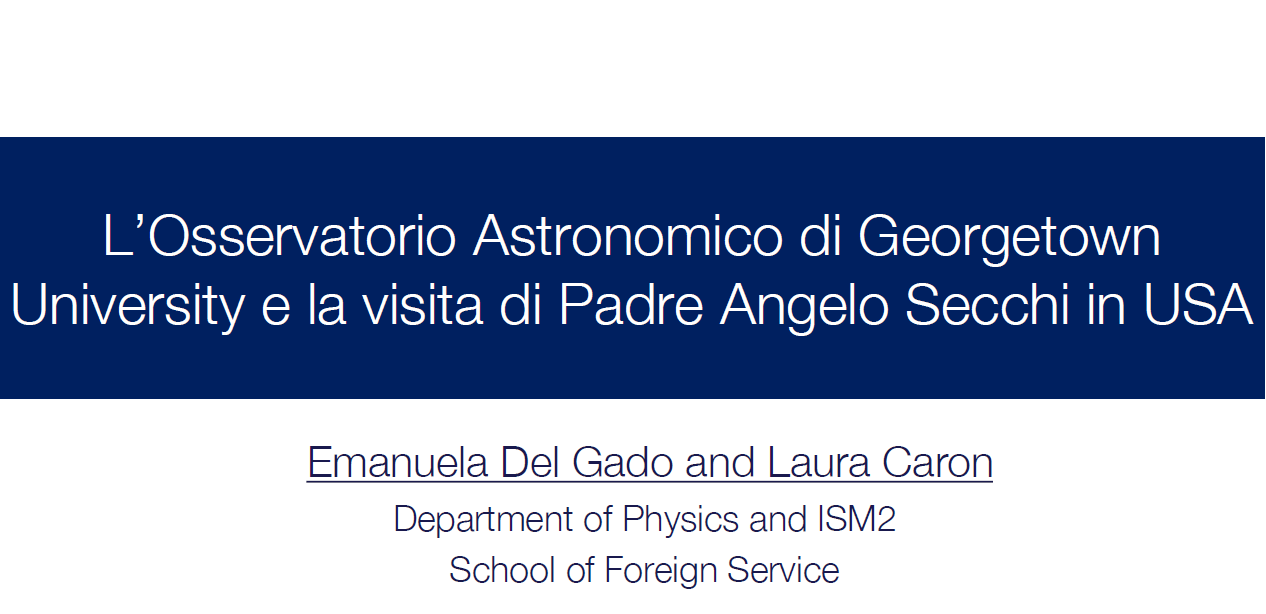 L’Osservatorio Astronomico di Georgetown
University e la visita di Padre Angelo Secchi in USA
Emanuela Del Gado and Laura Caron
Department of Physics and ISM2
School of Foreign Service